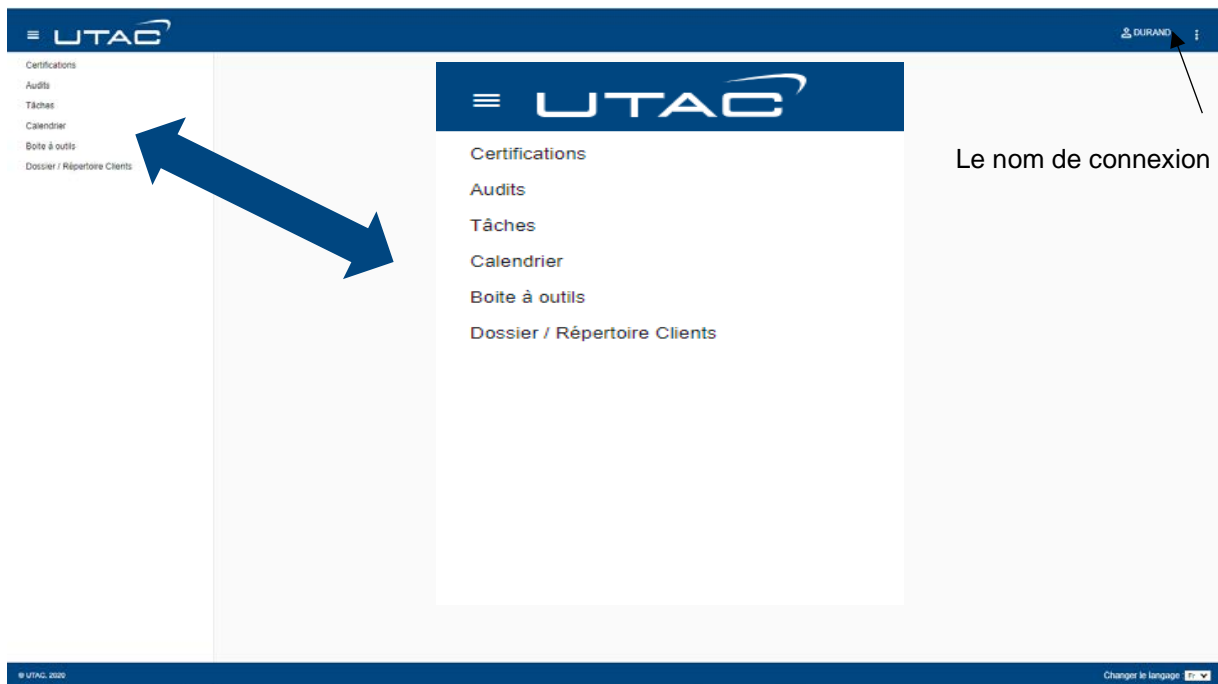 ≡ UTAC
DURAND
Certifications
Audits
Tâches
Calendrier
Boite à outils
Dossier / Répertoire Clients
≡ UTAC
Certifications
Audits
Tâches
Calendrier
Boite à outils
Dossier / Répertoire Clients
Le nom de connexion
© UTAC, 2020
Changer le langage : Fr